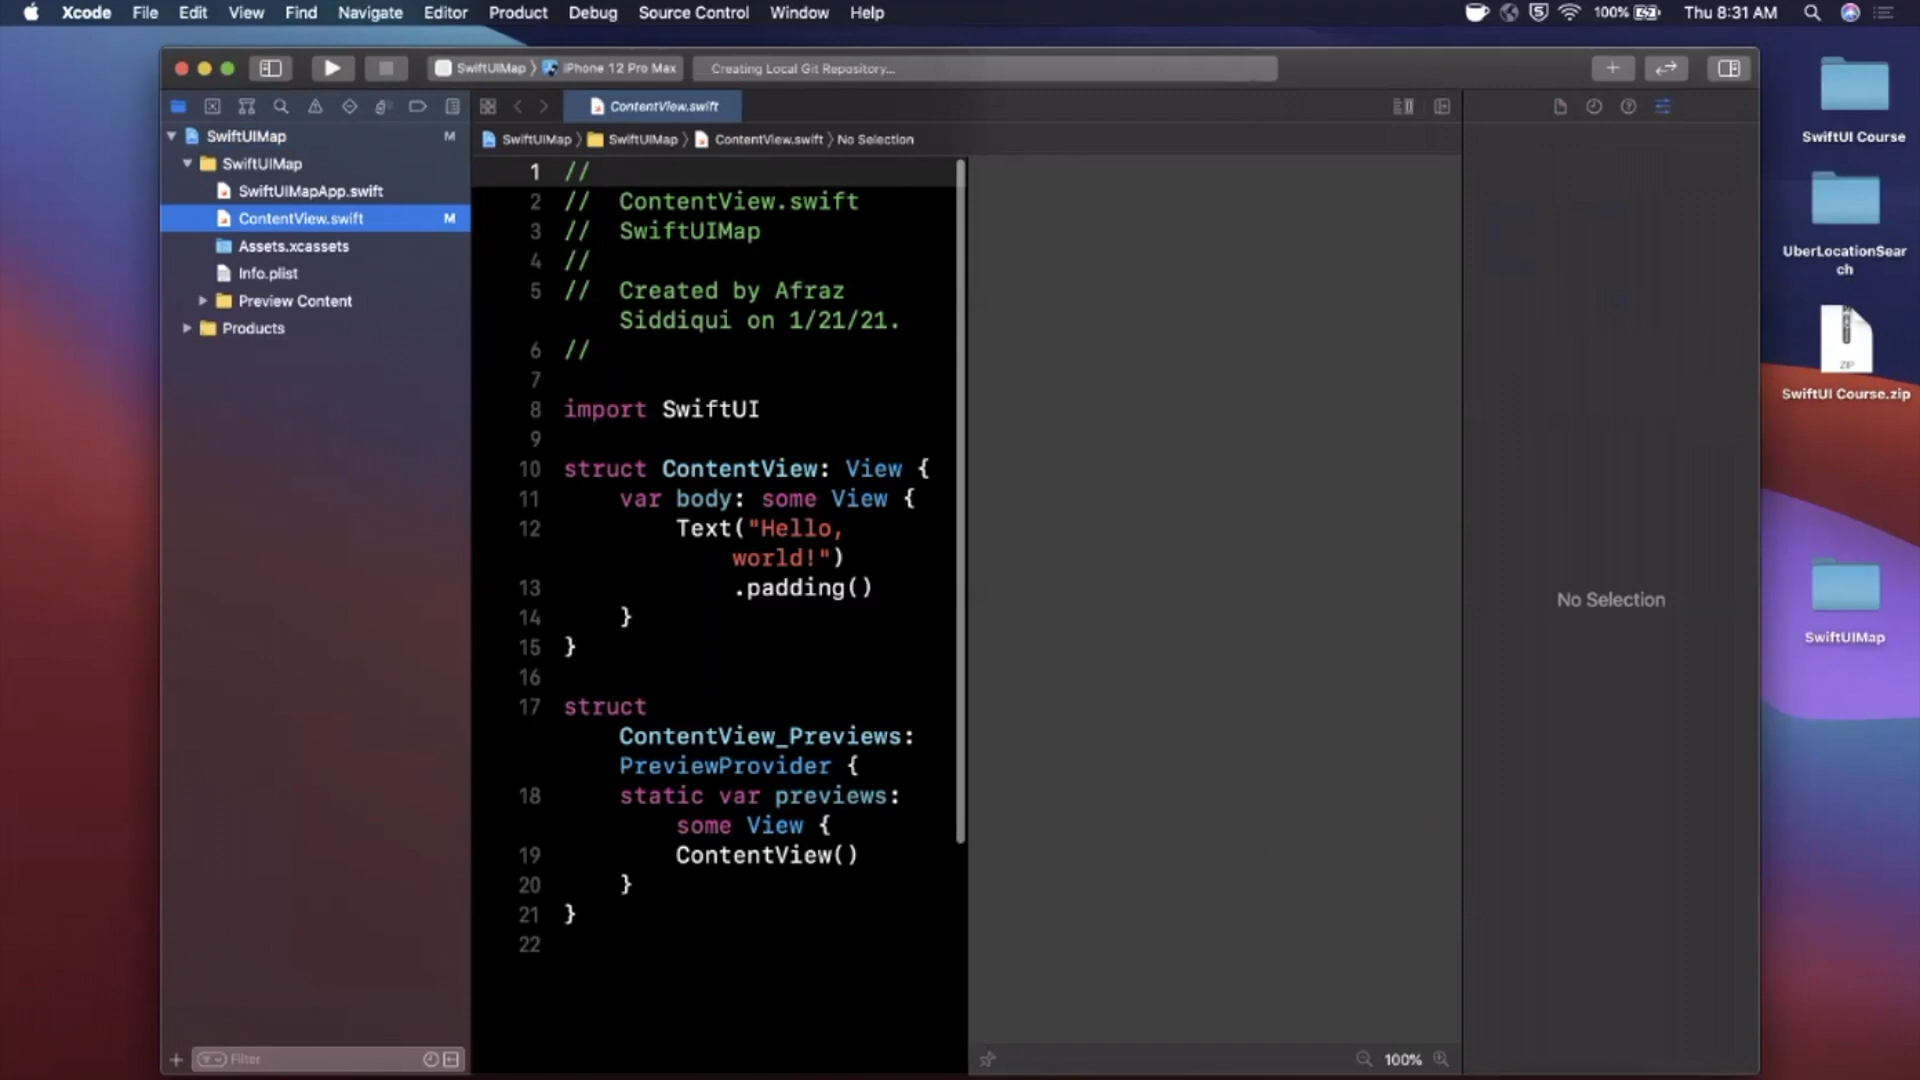 Xcode File Edit View Find Navigate Editor Product Debug Source Control Window Help
100% Thu 8:31 AM
SwiftUIMap iPhone 12 Pro Max Creating Local Git Repository...
ContentView.swift
SwiftUIMap SwiftUIMap ContentView.swift No Selection
SwiftUIMap M
SwiftUIMap
SwiftUIMapApp.swift
ContentView.swift M
Assets.xcassets
Info.plist
Preview Content
Products
Filter
1 //
2 // ContentView.swift
3 // SwiftUIMap
4 //
5 // Created by Afraz
Siddiqui on 1/21/21.
6 //
7
8 import SwiftUI
9
10 struct ContentView: View {
11 var body: some View {
12 Text("Hello,
world!")
13 .padding()
14 }
15 }
16
17 struct
ContentView_Previews:
PreviewProvider {
18 static var previews:
some View {
19 ContentView()
20 }
21 }
22
100%
No Selection
SwiftUI Course
UberLocationSear
ch
ZIP
SwiftUI Course.zip
SwiftUIMap